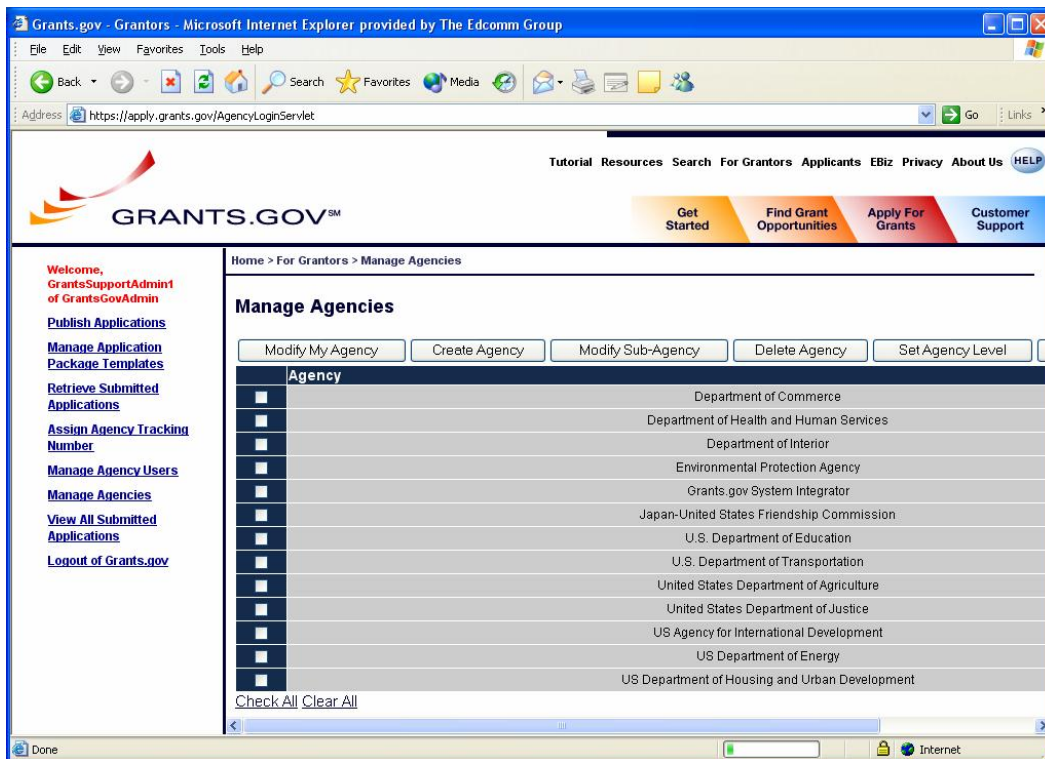 Grants.gov - Grantors - Microsoft Internet Explorer provided by The Edcomm Group
File Edit View Favorites Tools Help
Back Search Favorites Media
Address https://apply.grants.gov/AgencyLoginServlet Go Links
Tutorial Resources Search For Grantors Applicants EBiz Privacy About Us HELP
GRANTS.GOV℠
Get Started
Find Grant Opportunities
Apply For Grants
Customer Support
Welcome,
GrantsSupportAdmin1
of GrantsGovAdmin
Publish Applications
Manage Application
Package Templates
Retrieve Submitted
Applications
Assign Agency Tracking
Number
Manage Agency Users
Manage Agencies
View All Submitted
Applications
Logout of Grants.gov
Home > For Grantors > Manage Agencies
Manage Agencies
Modify My Agency Create Agency Modify Sub-Agency Delete Agency Set Agency Level
Agency
Department of Commerce
Department of Health and Human Services
Department of Interior
Environmental Protection Agency
Grants.gov System Integrator
Japan-United States Friendship Commission
U.S. Department of Education
U.S. Department of Transportation
United States Department of Agriculture
United States Department of Justice
US Agency for International Development
US Department of Energy
US Department of Housing and Urban Development
Check All Clear All
Done Internet